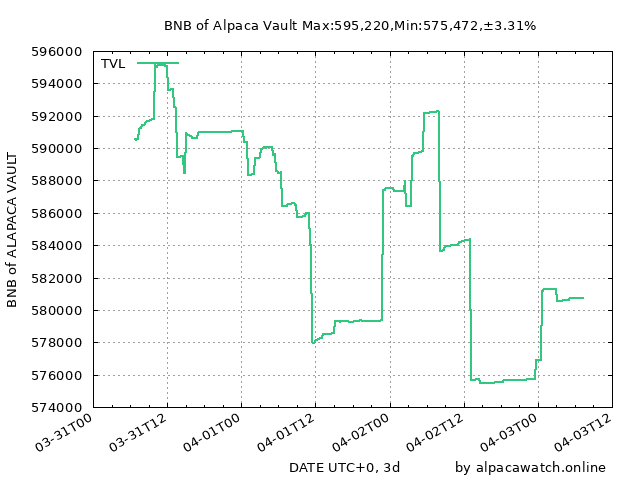 BNB of Alpaca Vault Max:595,220,Min:575,472,±3.31%
TVL
596000
594000
592000
590000
588000
586000
584000
582000
580000
578000
576000
574000
BNB of ALAPACA VAULT
03-31T00
03-31T12
04-01T00
04-01T12
04-02T00
04-02T12
04-03T00
04-03T12
DATE UTC+0, 3d
by alpacawatch.online